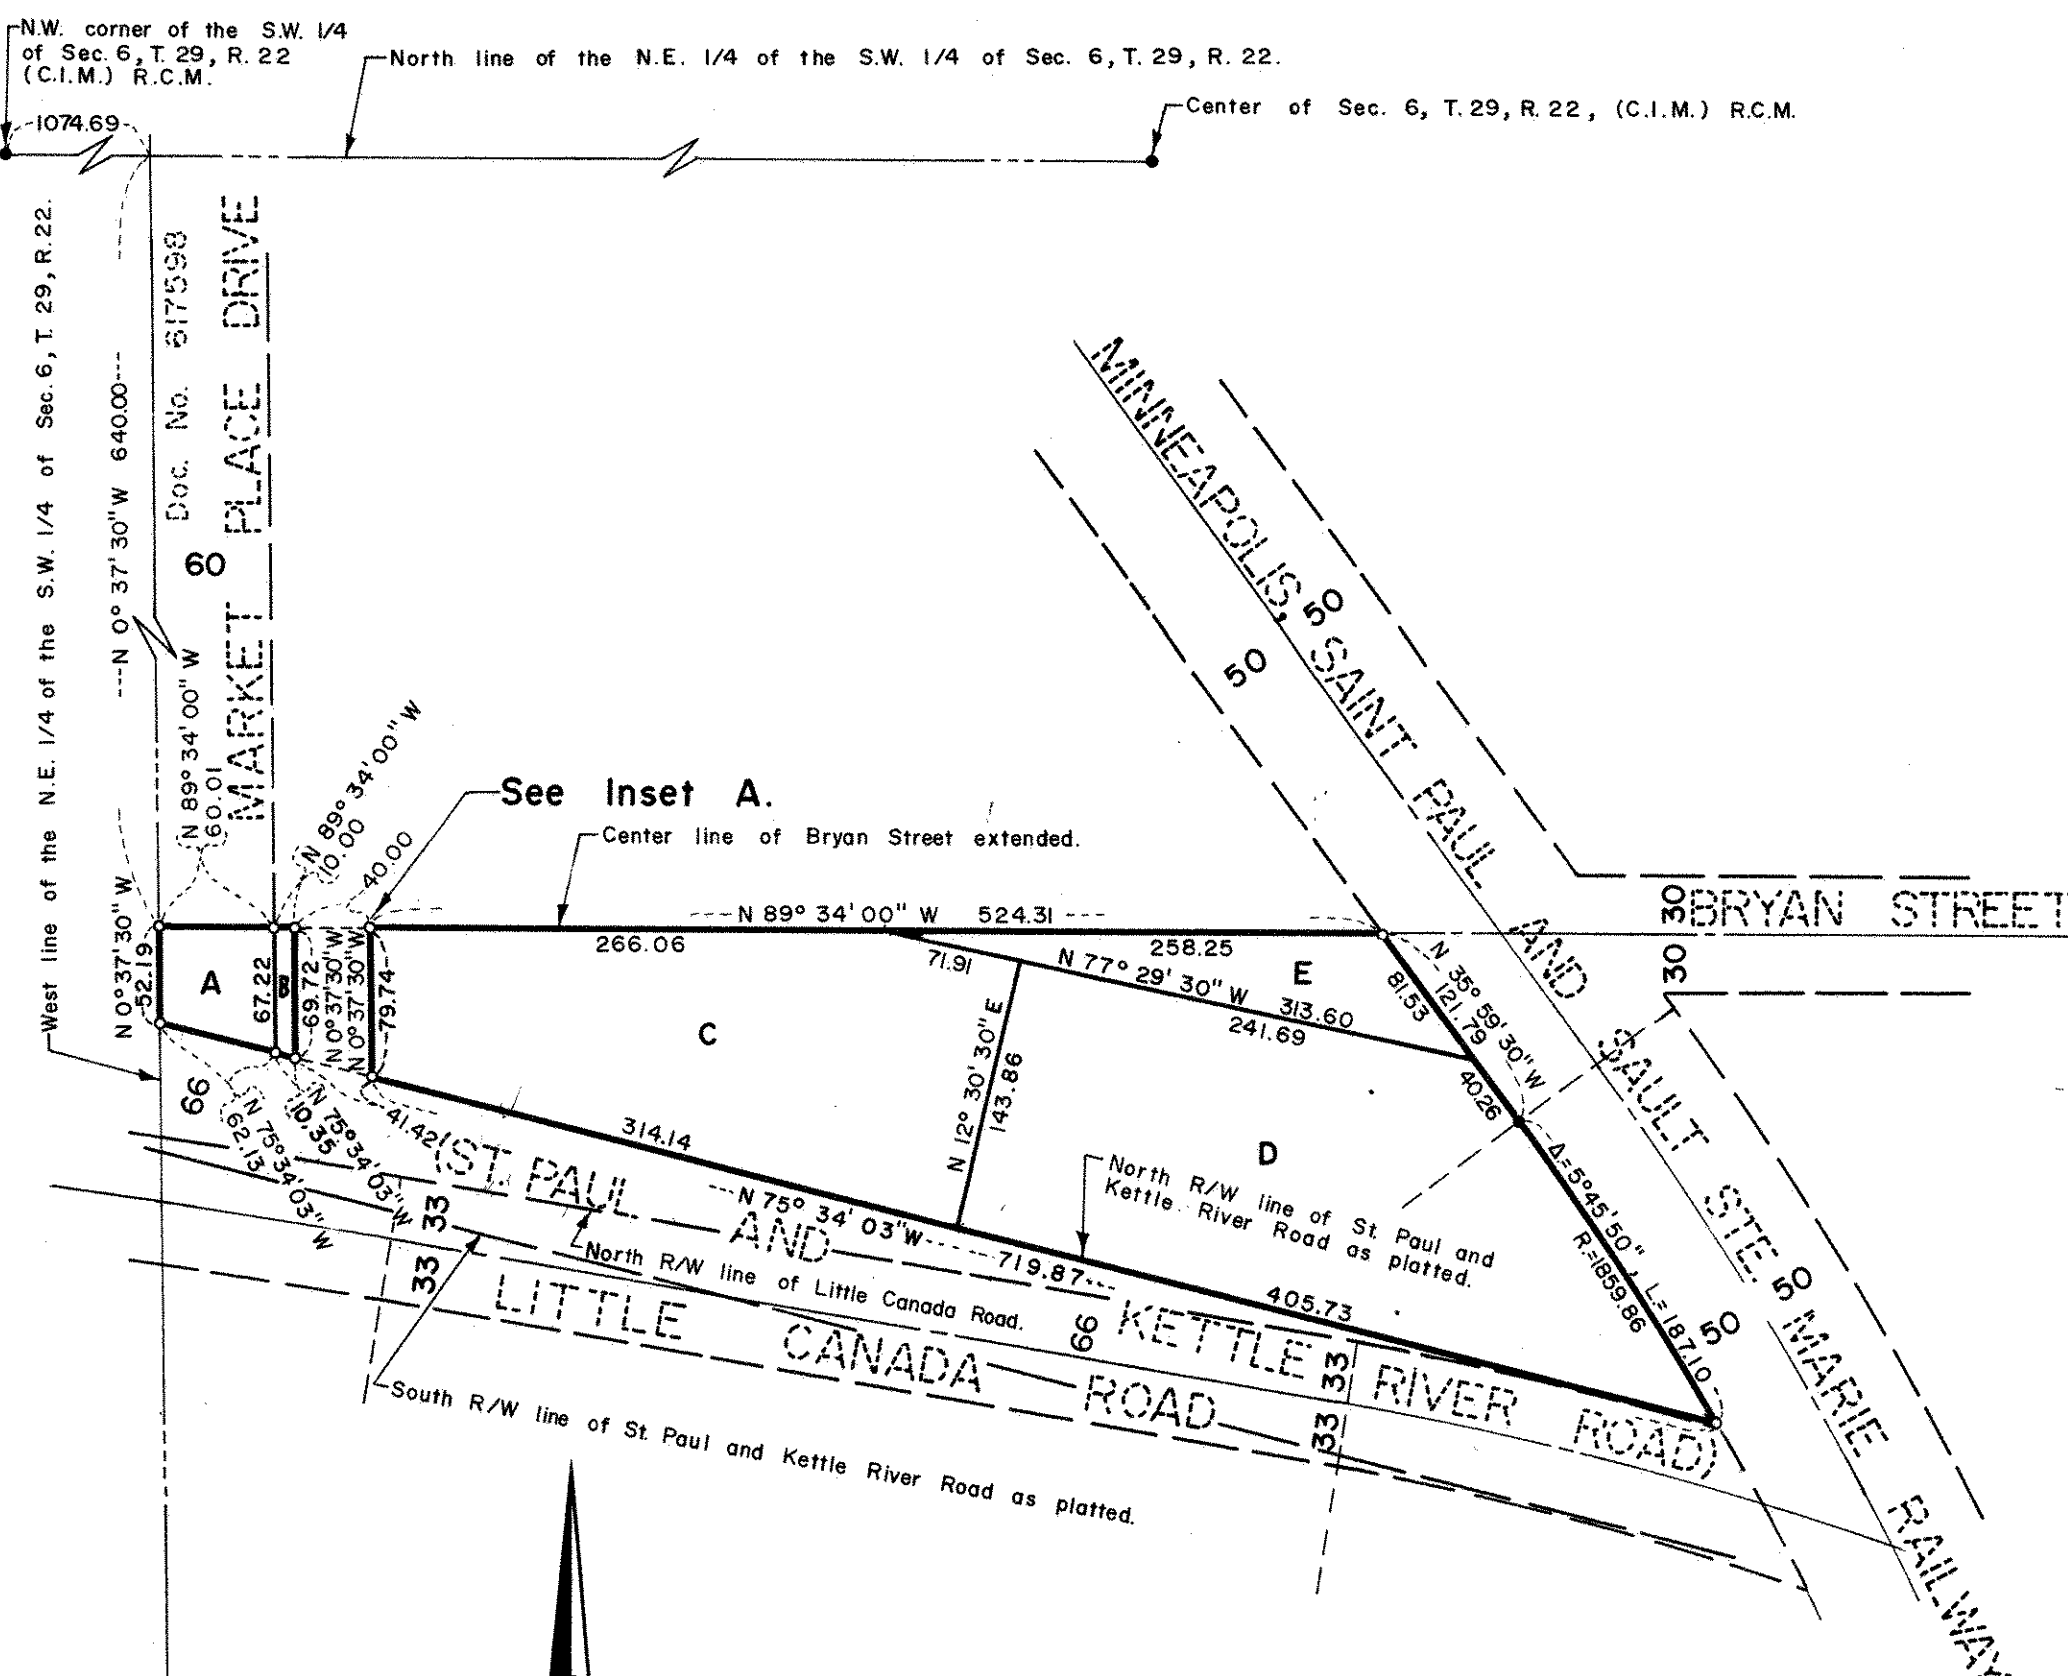 N.W. corner of the S.W. 1/4
of Sec. 6, T. 29, R. 22
(C.I.M.) R.C.M.
North line of the N.E. 1/4 of the S.W. 1/4 of Sec. 6, T. 29, R. 22.
Center of Sec. 6, T. 29, R. 22, (C.I.M.) R.C.M.
1074.69
West line of the N.E. 1/4 of the S.W. 1/4 of Sec. 6, T. 29, R. 22.
N 0° 37' 30" W 640.00
Doc. No. 617598
MARKET PLACE DRIVE
60
MINNEAPOLIS, SAINT PAUL AND SAULT STE. MARIE RAILWAY
50
50
N 89° 34' 00" W
60.01
N 89° 34' 00" W
10.00
40.00
See Inset A.
Center line of Bryan Street extended.
N 89° 34' 00" W 524.31
266.06
258.25
30
30
BRYAN STREET
N 0° 37' 30" W
52.19
A
67.22
B
69.72
N 0° 37' 30" W
N 0° 37' 30" W
79.74
C
71.91
N 77° 29' 30" W 313.60
241.69
E
81.53
N 35° 59' 30" W
121.79
40.26
N 12° 30' 30" E
143.86
D
66
N 75° 34' 03" W
62.13
N 75° 34' 03" W
10.35
41.42
314.14
N 75° 34' 03" W 719.87
405.73
North R/W line of St. Paul and
Kettle River Road as platted.
Δ=5°45'50", L=187.10
R=1859.86
50
50
33
33
(ST. PAUL AND KETTLE RIVER ROAD)
North R/W line of Little Canada Road.
66
LITTLE CANADA ROAD
33
33
South R/W line of St. Paul and Kettle River Road as platted.